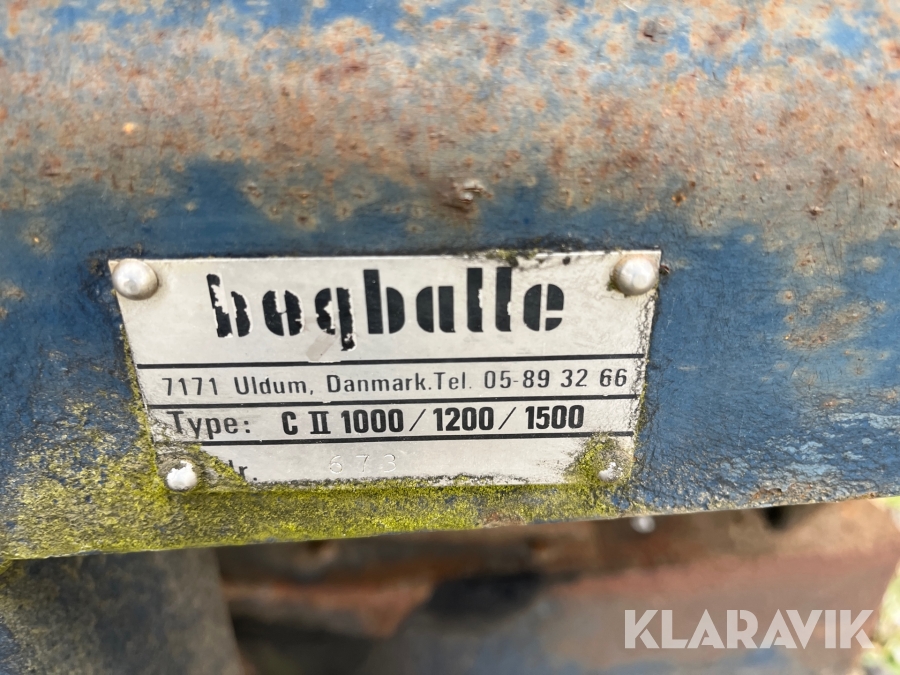 bogballe
7171 Uldum, Danmark. Tel. 05-89 32 66
Type: C II 1000/1200/1500
673
KLARAVIK